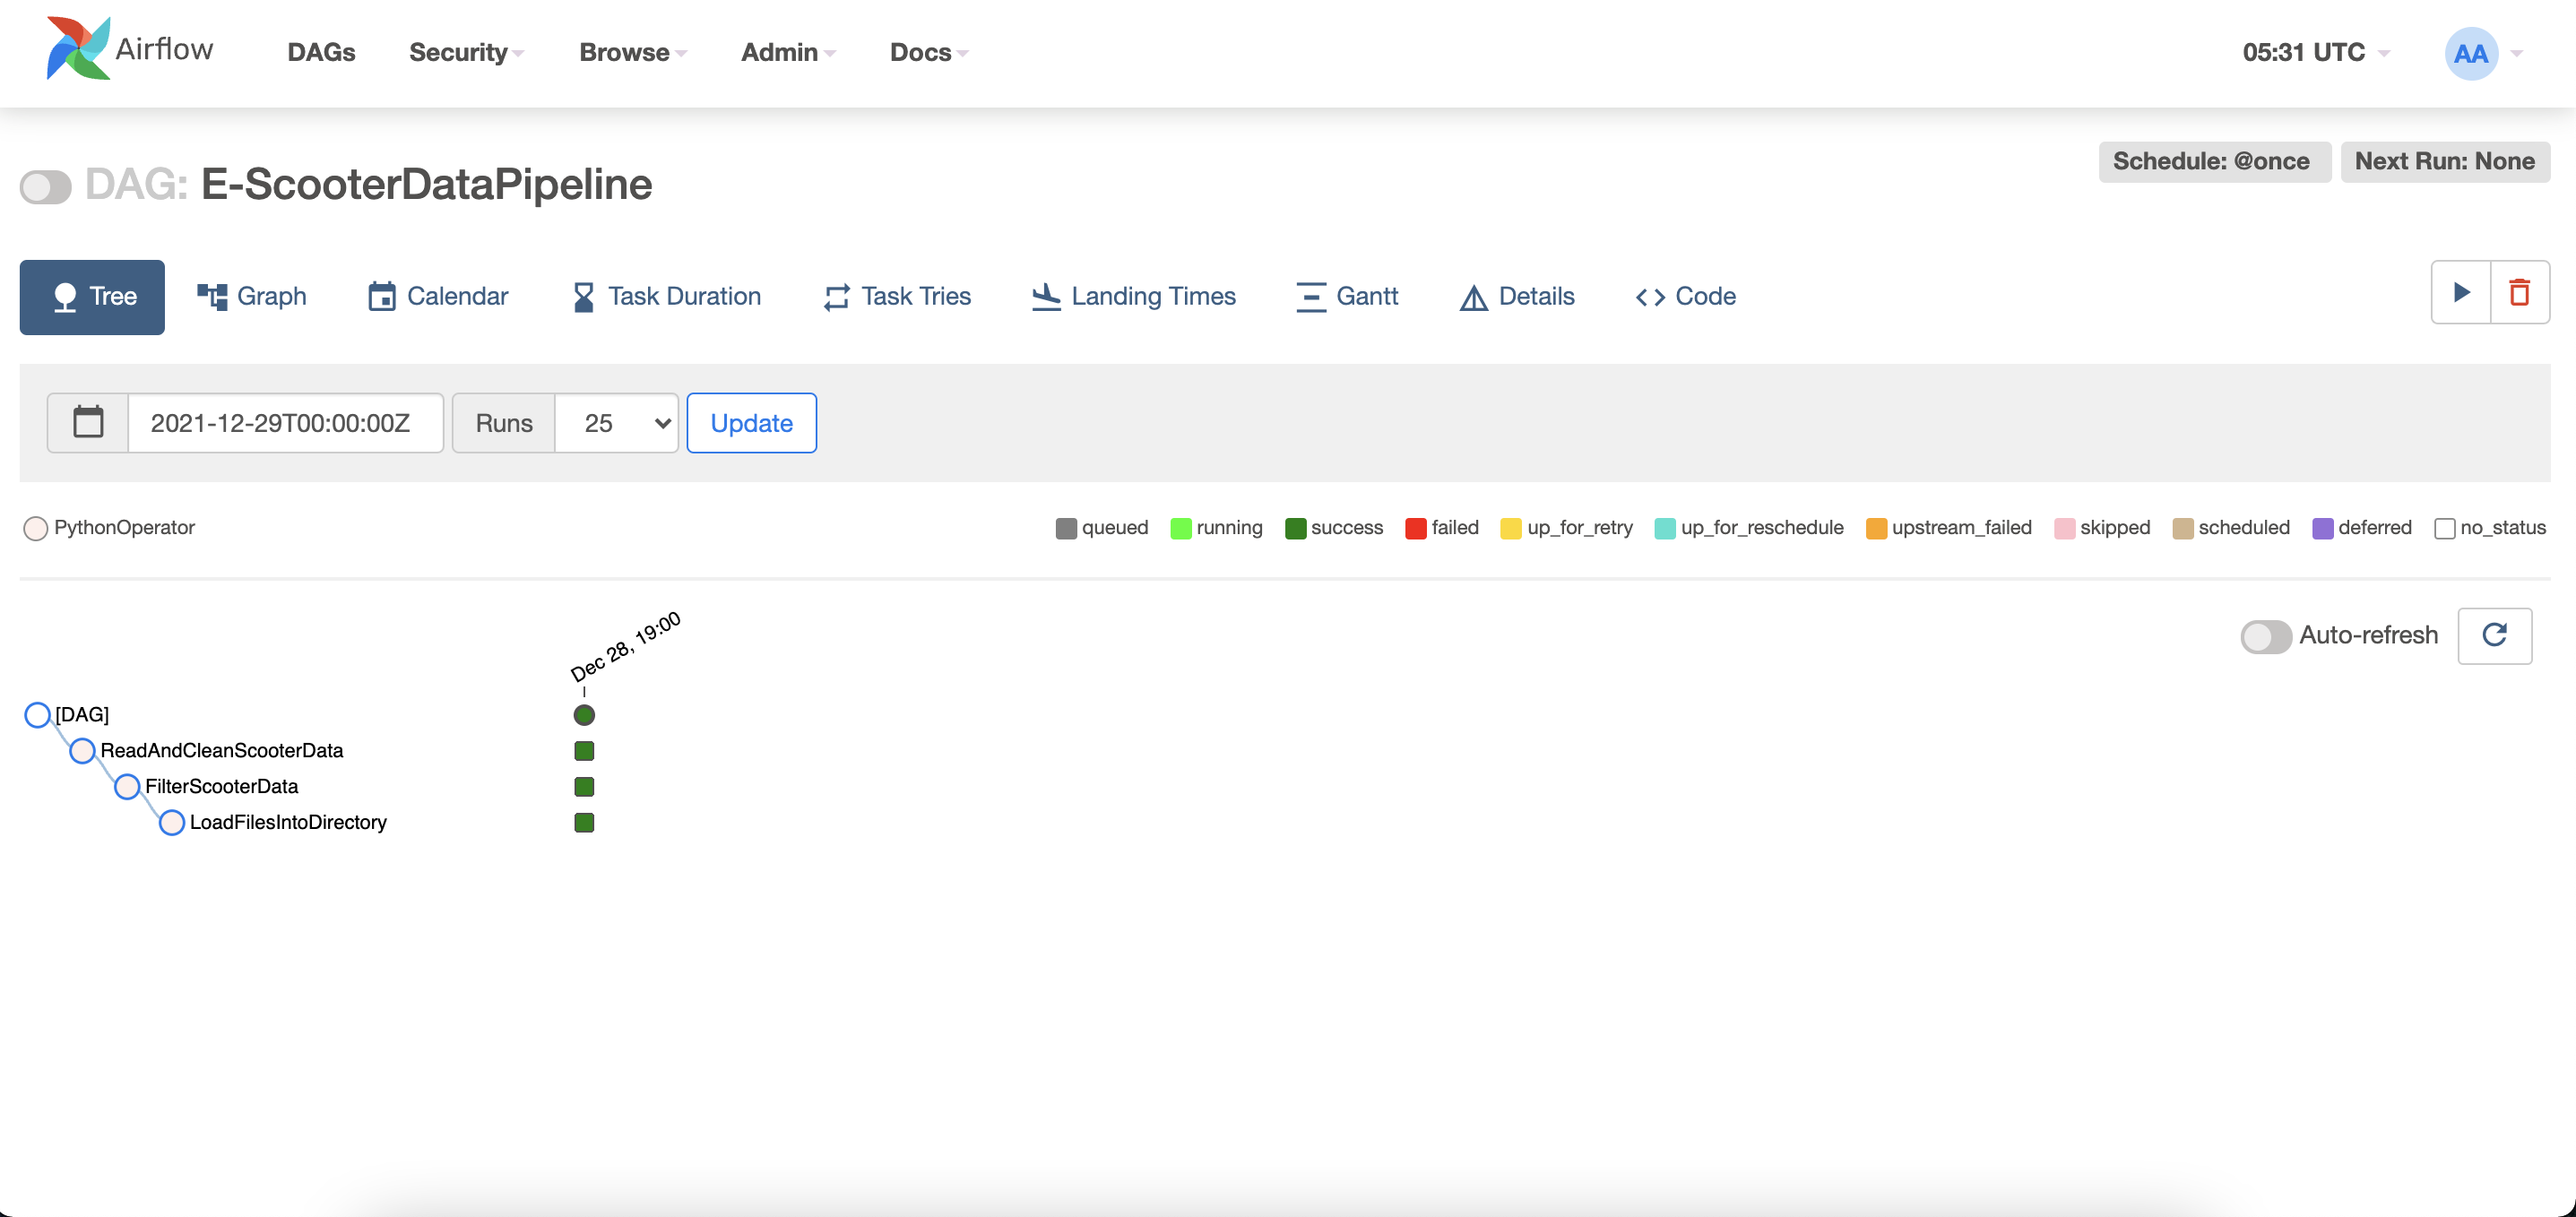 Airflow DAGs Security Browse Admin Docs 05:31 UTC AA
Schedule: @once Next Run: None
DAG: E-ScooterDataPipeline
Tree Graph Calendar Task Duration Task Tries Landing Times Gantt Details Code
2021-12-29T00:00:00Z Runs 25 Update
PythonOperator queued running success failed up_for_retry up_for_reschedule upstream_failed skipped scheduled deferred no_status
Dec 28, 19:00
Auto-refresh
[DAG]
ReadAndCleanScooterData
FilterScooterData
LoadFilesIntoDirectory